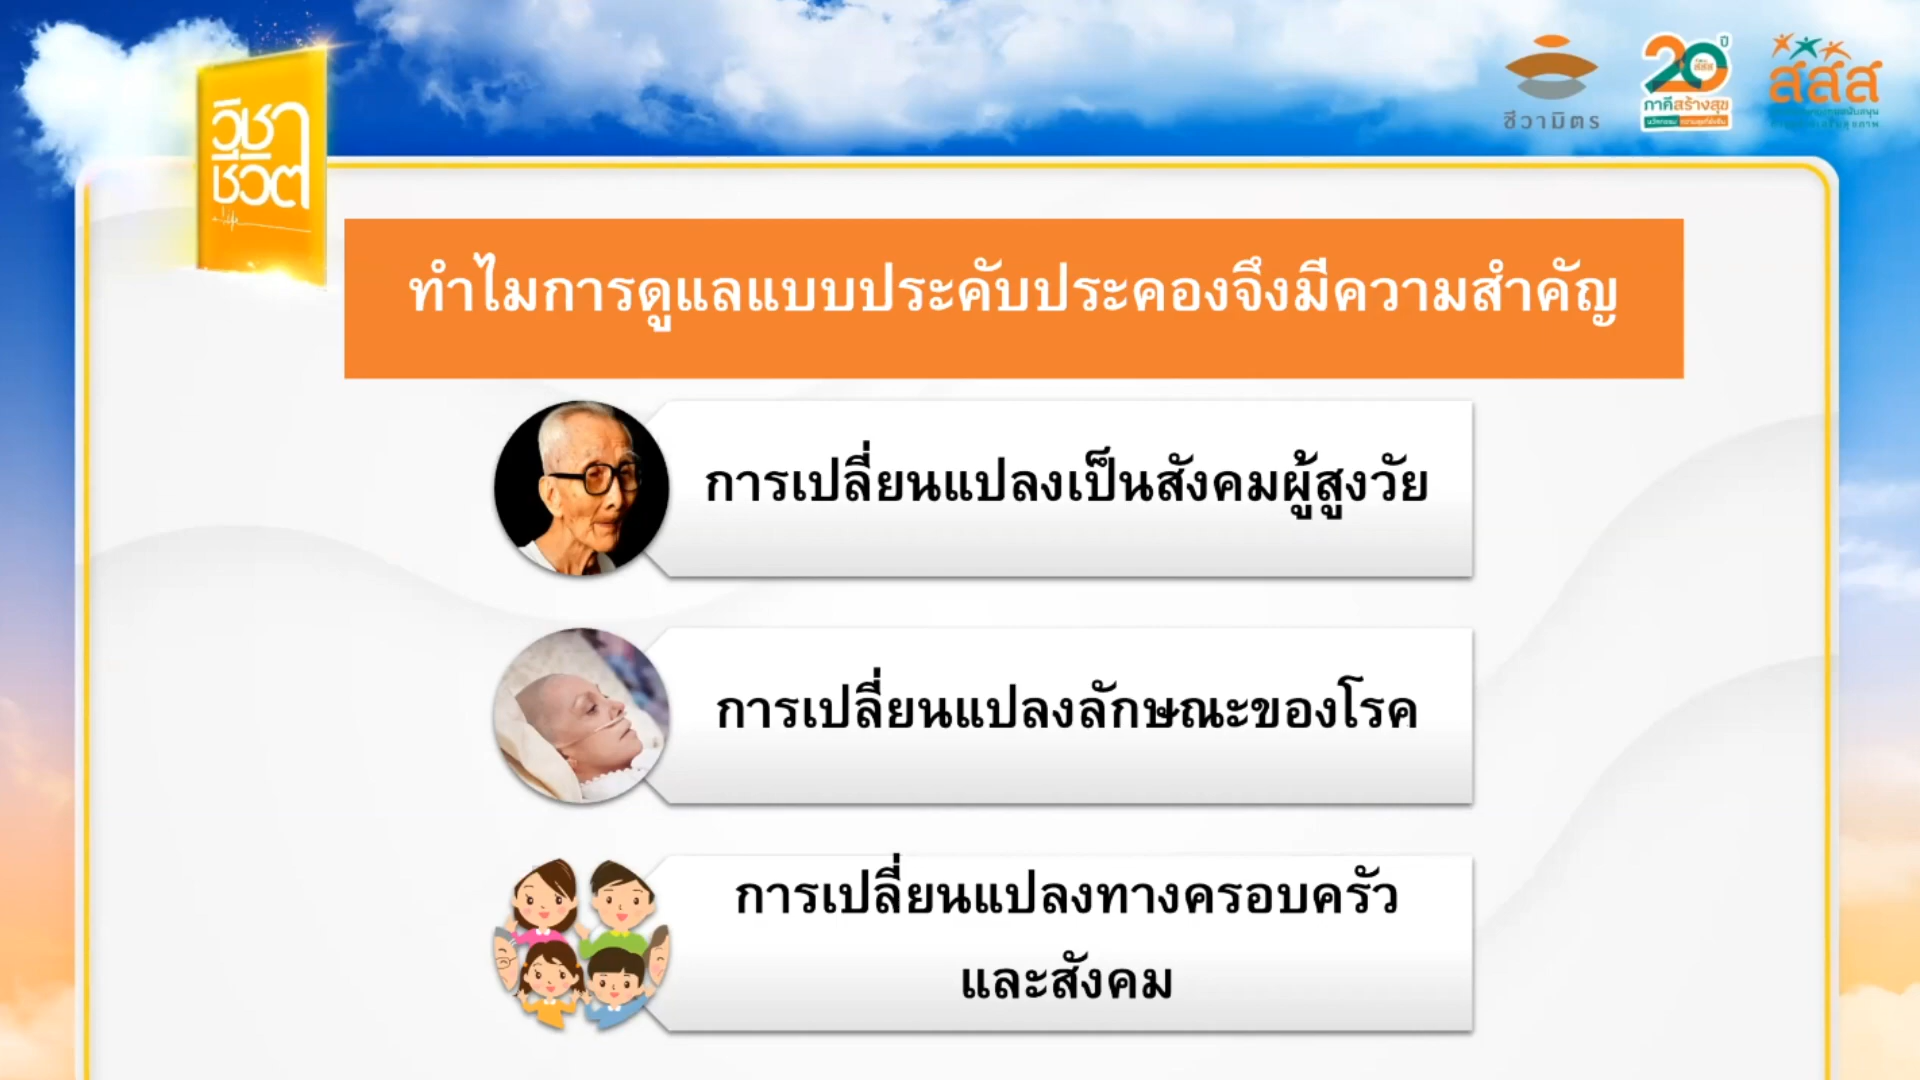 วิชา
ชีวิต
life
ชีวามิตร
20 ปี
สสส
ภาคีสร้างสุข
สสส
ทำไมการดูแลแบบประคับประคองจึงมีความสำคัญ
การเปลี่ยนแปลงเป็นสังคมผู้สูงวัย
การเปลี่ยนแปลงลักษณะของโรค
การเปลี่ยนแปลงทางครอบครัว
และสังคม